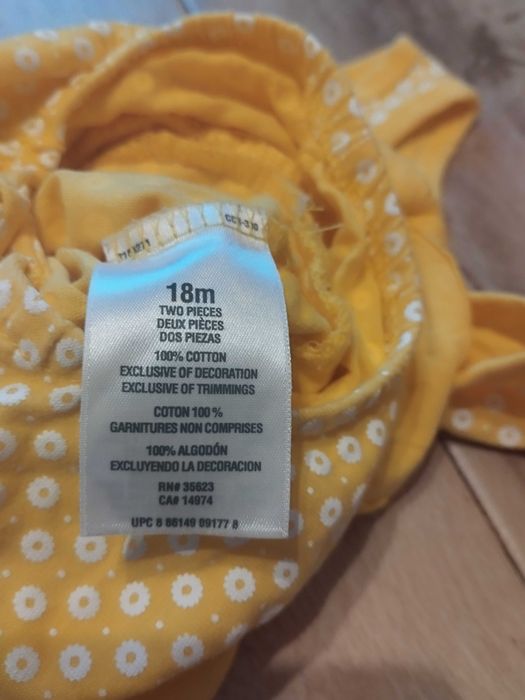 18m
TWO PIECES
DEUX PIÈCES
DOS PIEZAS
100% COTTON
EXCLUSIVE OF DECORATION
EXCLUSIVE OF TRIMMINGS
COTON 100 %
GARNITURES NON COMPRISES
100% ALGODÓN
EXCLUYENDO LA DECORACION
RN# 35623
CA# 14974
UPC 8 86149 09177 8